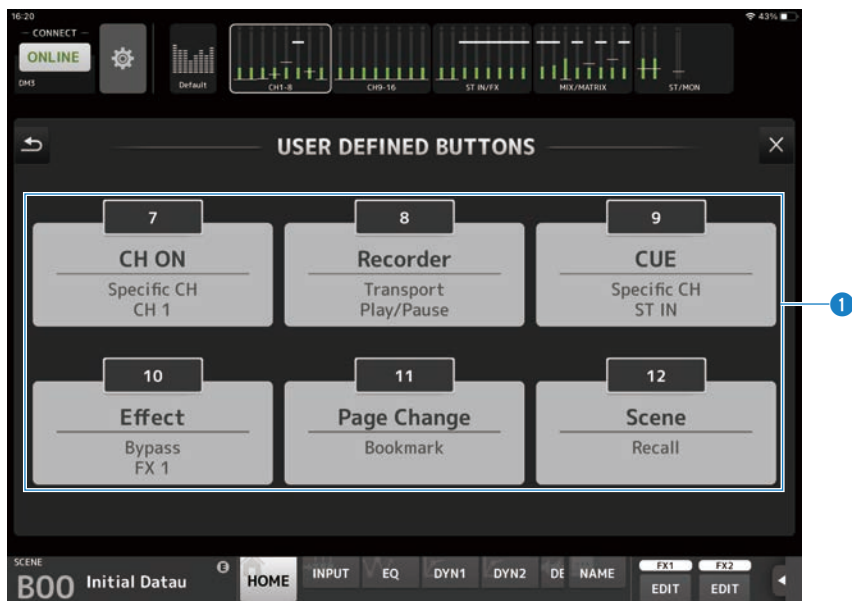 16:20
43%
CONNECT
ONLINE
DM3
Default
CH1-8
CH9-16
ST IN/FX
MIX/MATRIX
ST/MON
USER DEFINED BUTTONS
7
CH ON
Specific CH
CH 1
8
Recorder
Transport
Play/Pause
9
CUE
Specific CH
ST IN
1
10
Effect
Bypass
FX 1
11
Page Change
Bookmark
12
Scene
Recall
SCENE
B00 Initial Datau
E
HOME
INPUT
EQ
DYN1
DYN2
DE
NAME
FX1
EDIT
FX2
EDIT